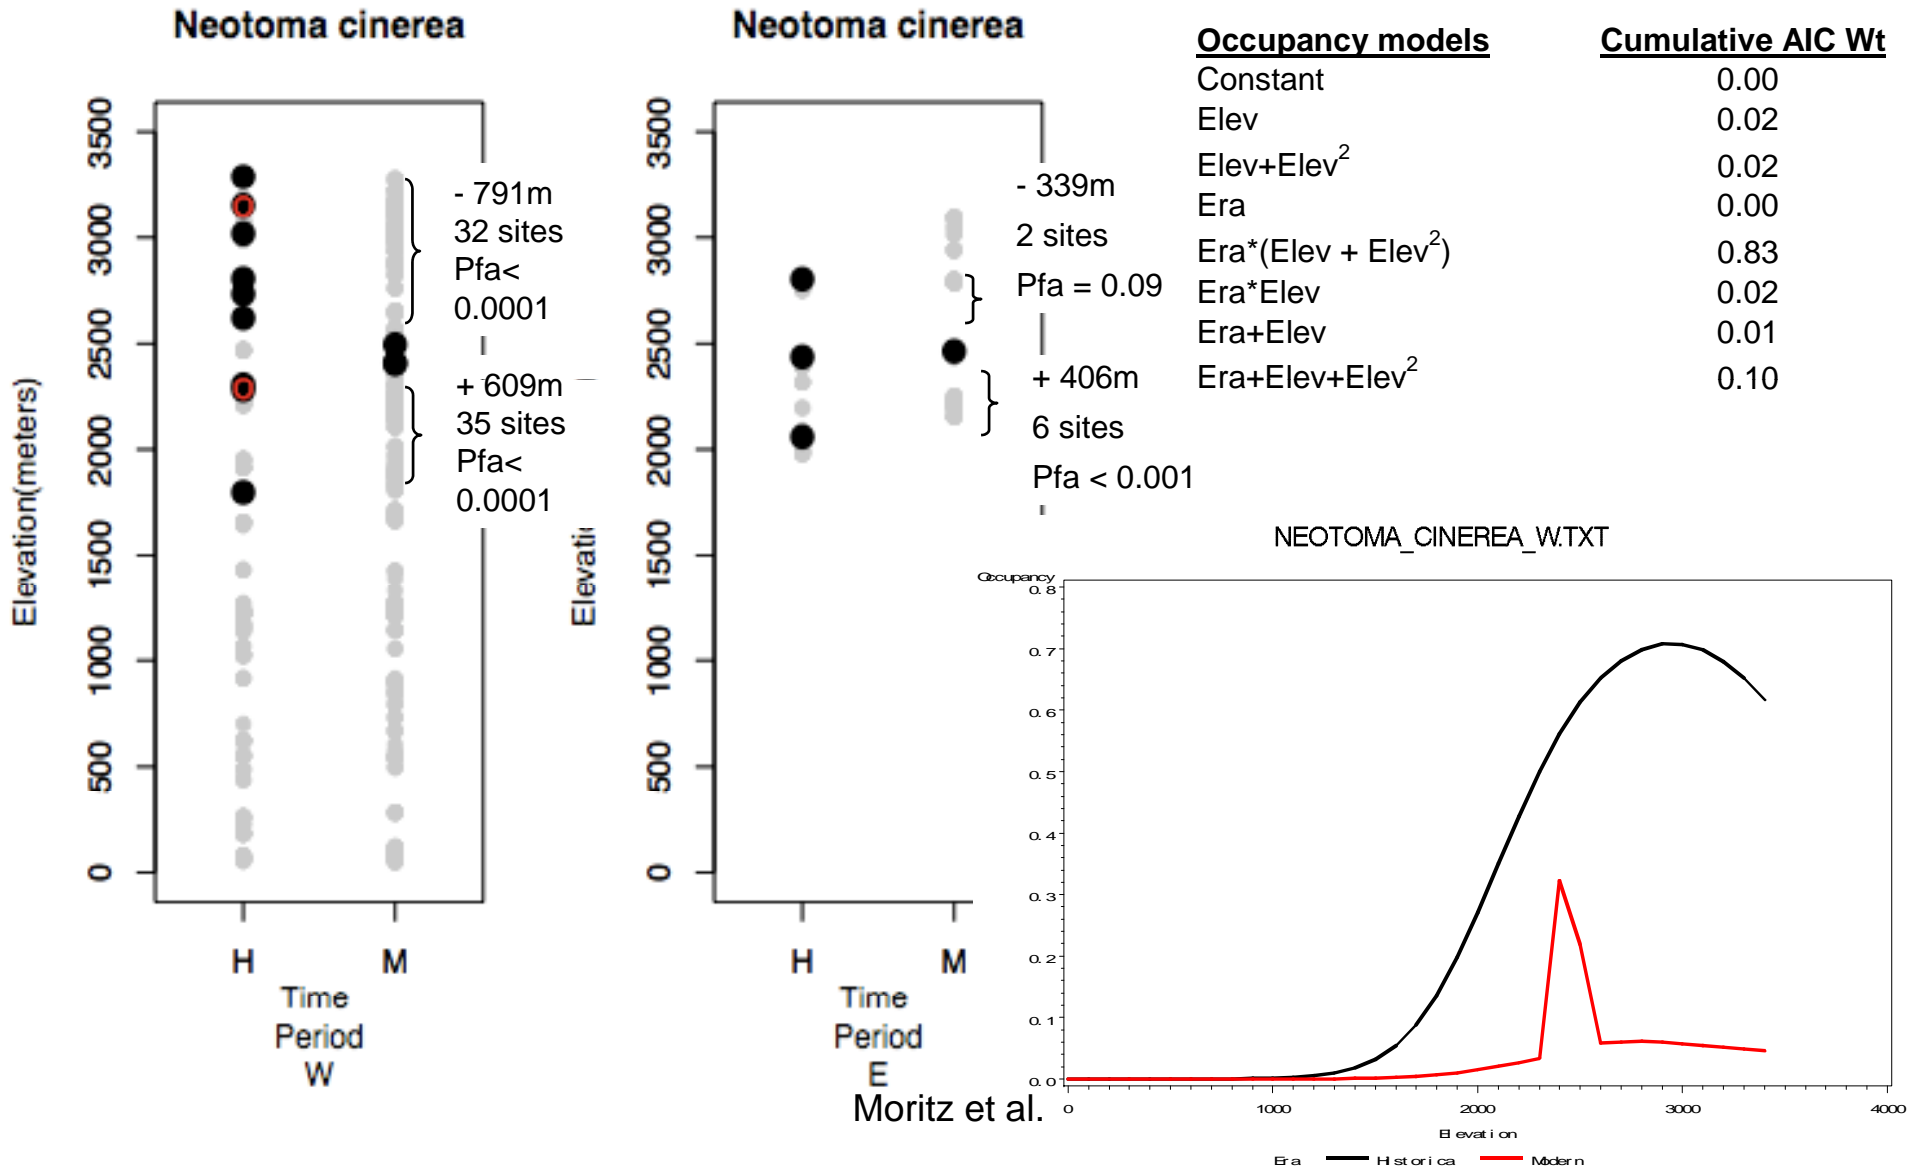 Neotoma cinerea
Elevation(meters)
3500
3000
2500
2000
1500
1000
500
0
- 791m
32 sites
Pfa<
0.0001
+ 609m
35 sites
Pfa<
0.0001
H M
Time
Period
W
Neotoma cinerea
3500
3000
2500
2000
1500
1000
500
0
- 339m
2 sites
Pfa = 0.09
+ 406m
6 sites
Pfa < 0.001
H M
Time
Period
E
Moritz et al.
Occupancy models Cumulative AIC Wt
Constant 0.00
Elev 0.02
Elev+Elev² 0.02
Era 0.00
Era*(Elev + Elev²) 0.83
Era*Elev 0.02
Era+Elev 0.01
Era+Elev+Elev² 0.10
NEOTOMA_CINEREA_W.TXT
Occupancy
0.8
0.7
0.6
0.5
0.4
0.3
0.2
0.1
0.0
0 1000 2000 3000 4000
Elevation
Era Historica Modern